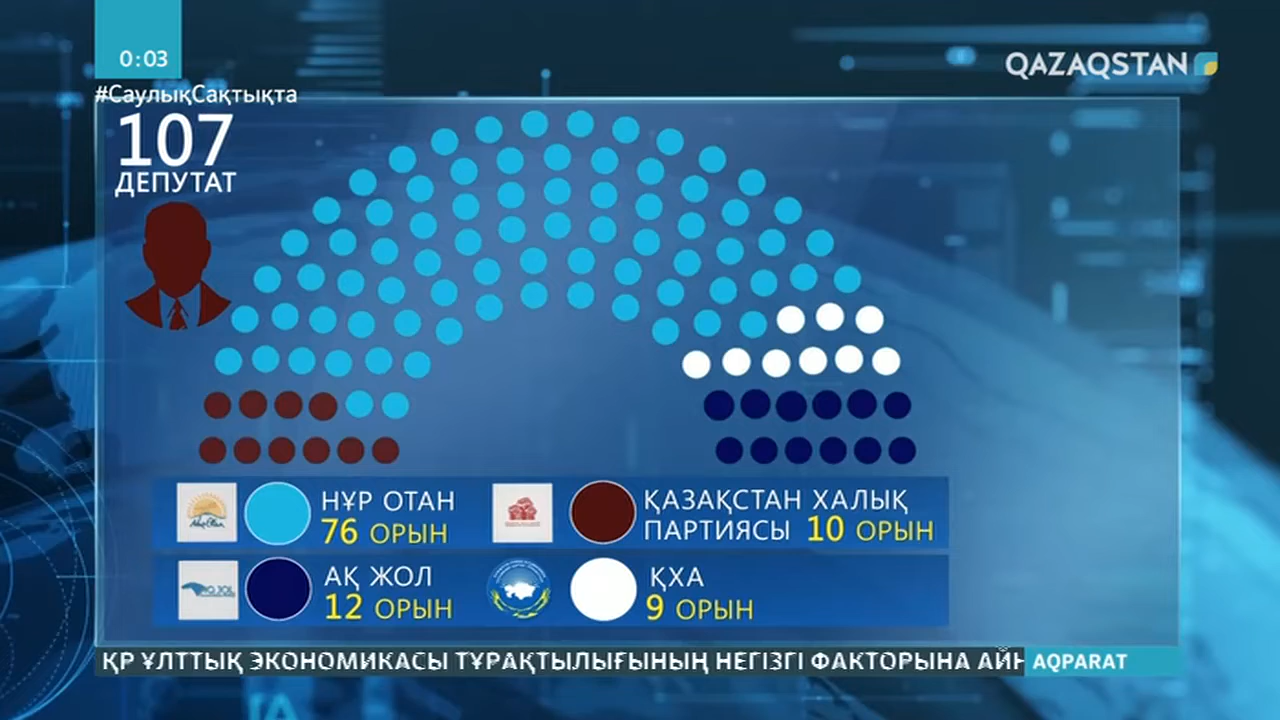 0:03
QAZAQSTAN
#СаулықСақтықта
107
ДЕПУТАТ
НҰР ОТАН
76 ОРЫН
ҚАЗАҚСТАН ХАЛЫҚ
ПАРТИЯСЫ 10 ОРЫН
АҚ ЖОЛ
12 ОРЫН
ҚХА
9 ОРЫН
ҚР ҰЛТТЫҚ ЭКОНОМИКАСЫ ТҰРАҚТЫЛЫҒЫНЫҢ НЕГІЗГІ ФАКТОРЫНА АЙН
AQPARAT